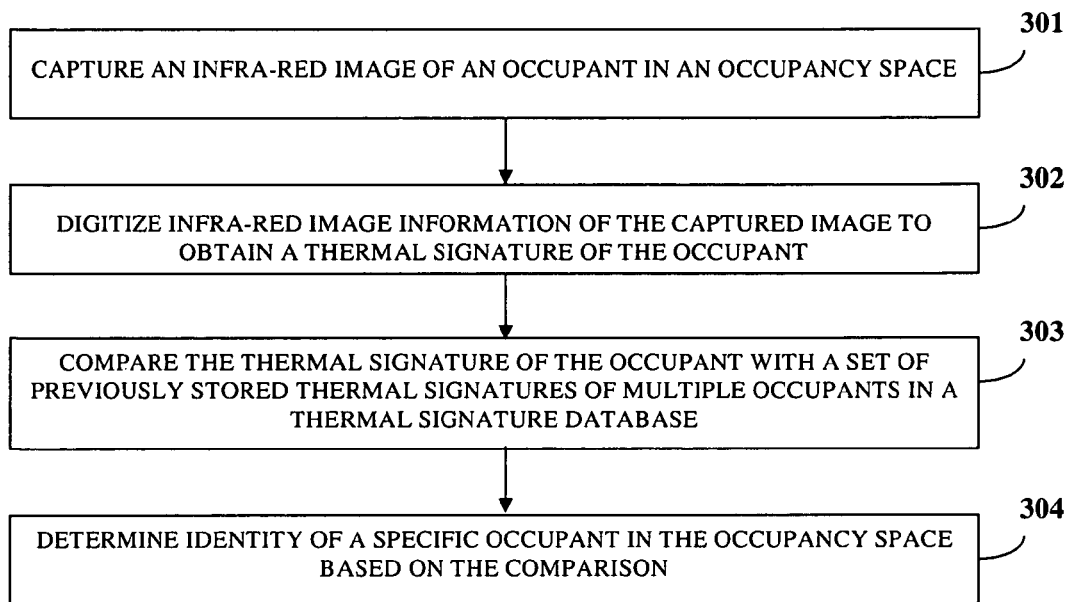 301
CAPTURE AN INFRA-RED IMAGE OF AN OCCUPANT IN AN OCCUPANCY SPACE
302
DIGITIZE INFRA-RED IMAGE INFORMATION OF THE CAPTURED IMAGE TO
OBTAIN A THERMAL SIGNATURE OF THE OCCUPANT
303
COMPARE THE THERMAL SIGNATURE OF THE OCCUPANT WITH A SET OF
PREVIOUSLY STORED THERMAL SIGNATURES OF MULTIPLE OCCUPANTS IN A
THERMAL SIGNATURE DATABASE
304
DETERMINE IDENTITY OF A SPECIFIC OCCUPANT IN THE OCCUPANCY SPACE
BASED ON THE COMPARISON